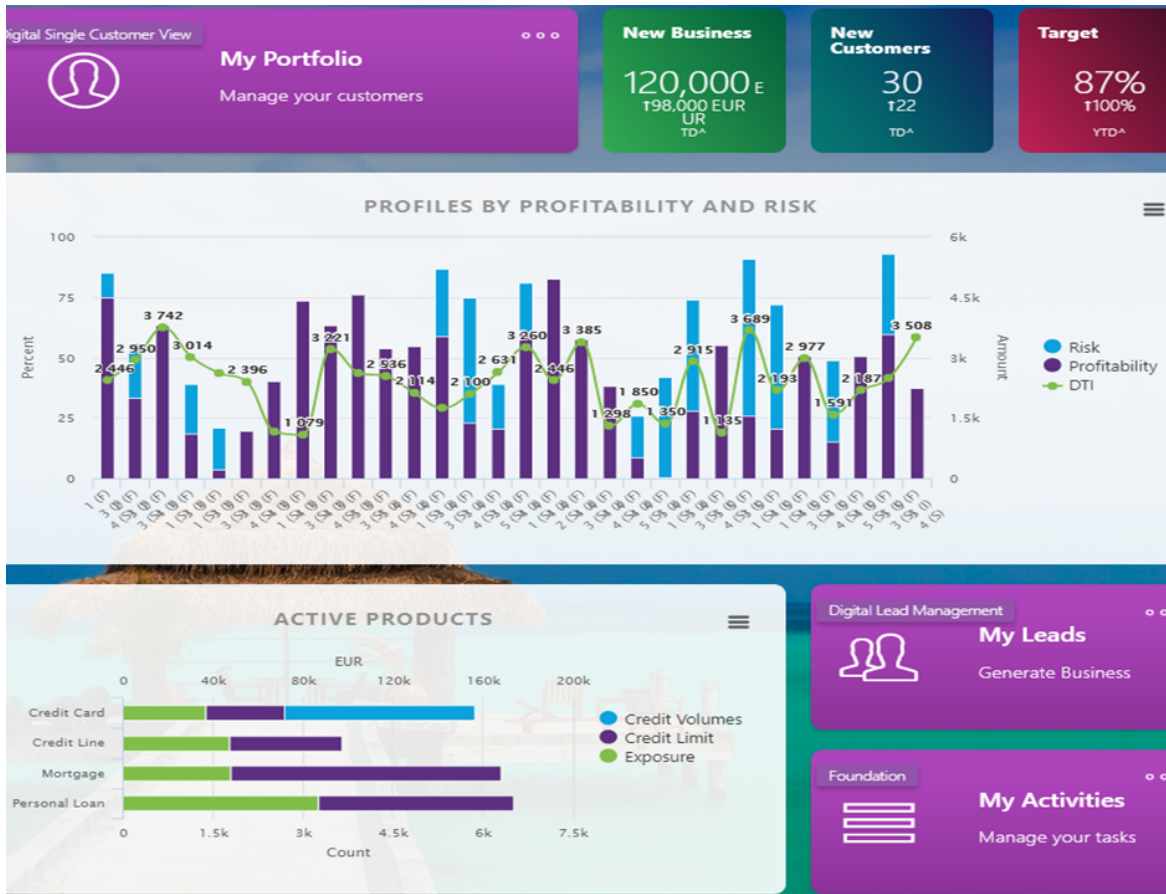 Digital Single Customer View
My Portfolio
Manage your customers
New Business
120,000 E
↑98,000 EUR
UR
TD^
New
Customers
30
↑22
TD^
Target
87%
↑100%
YTD^
PROFILES BY PROFITABILITY AND RISK
100
75
50
25
0
Percent
6k
4.5k
3k
1.5k
0
Amount
2 446
2 950
3 742
3 014
2 396
1 079
3 221
2 536
2 114
2 100
2 631
3 260
2 446
3 385
1 298
1 850
1 350
2 915
1 135
3 689
2 193
2 977
1 591
2 187
3 508
Risk
Profitability
DTI
1 (F)
4 (S)
ACTIVE PRODUCTS
EUR
0 40k 80k 120k 160k 200k
Credit Card
Credit Line
Mortgage
Personal Loan
0 1.5k 3k 4.5k 6k 7.5k
Count
Credit Volumes
Credit Limit
Exposure
Digital Lead Management
My Leads
Generate Business
Foundation
My Activities
Manage your tasks